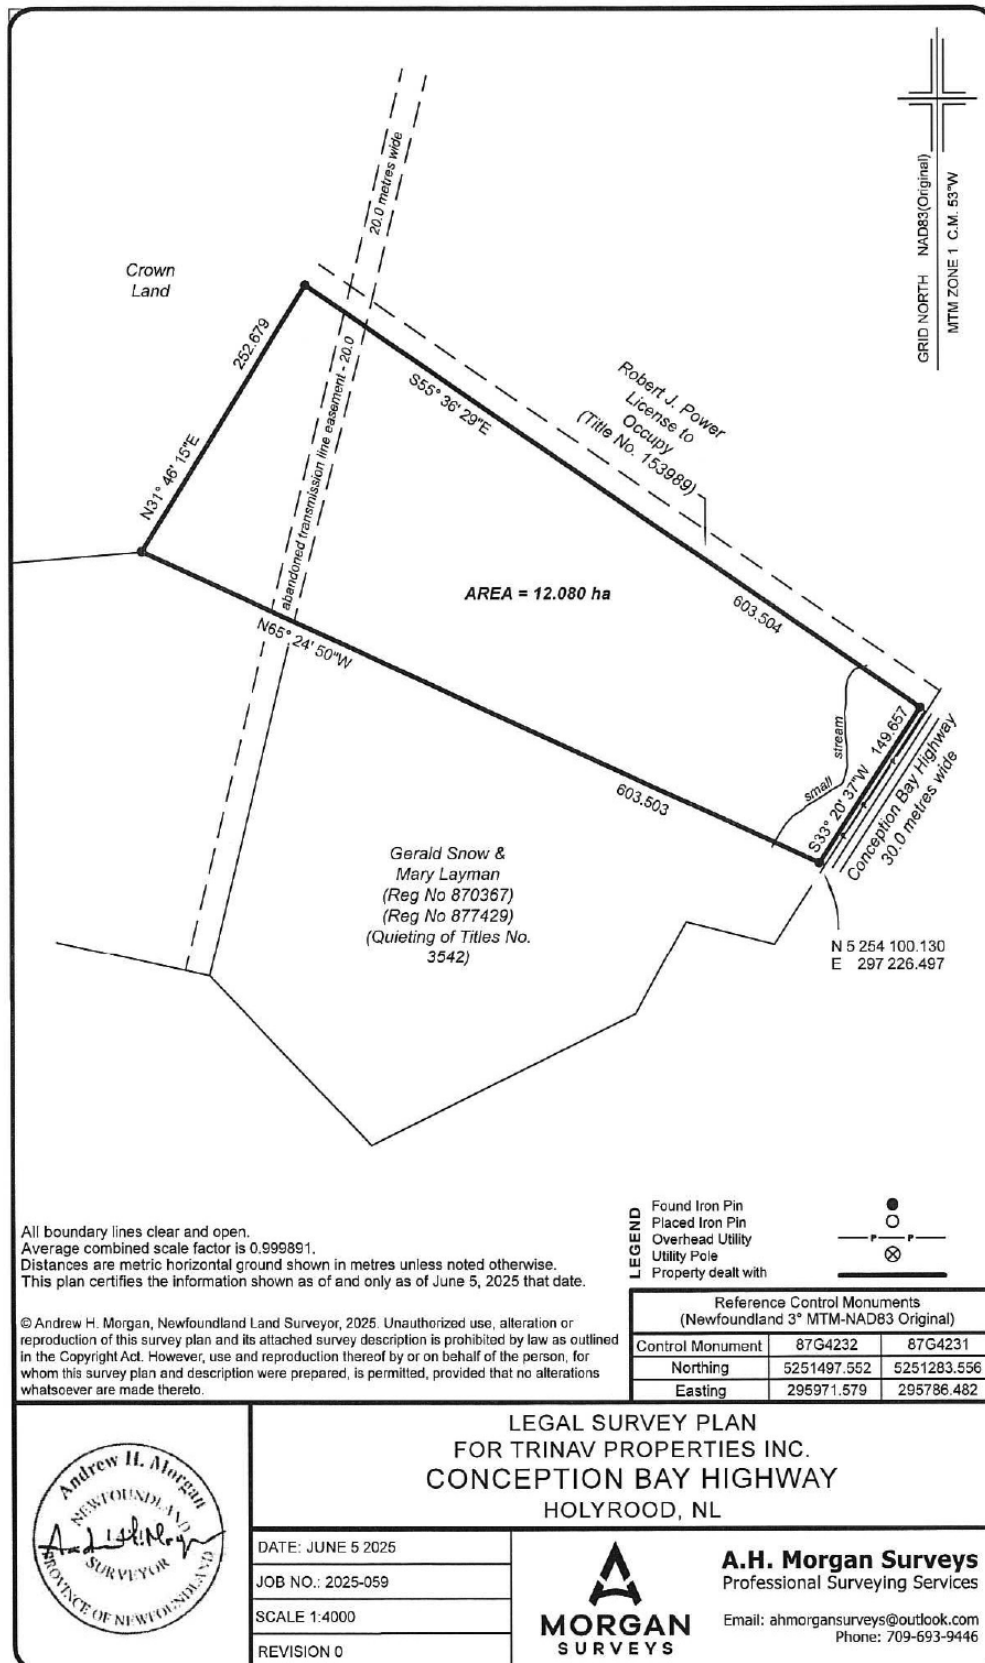 GRID NORTH NAD83(Original)
MTM ZONE 1 C.M. 53°W
20.0 metres wide
Crown
Land
252.679
N31° 46' 15"E
abandoned transmission line easement - 20.0
S55° 36' 29"E
Robert J. Power
License to
Occupy
(Title No. 153989)
AREA = 12.080 ha
603.504
N65° 24' 50"W
603.503
small stream
S33° 20' 37"W 149.657
Conception Bay Highway
30.0 metres wide
Gerald Snow &
Mary Layman
(Reg No 870367)
(Reg No 877429)
(Quieting of Titles No.
3542)
N 5 254 100.130
E 297 226.497
All boundary lines clear and open.
Average combined scale factor is 0.999891.
Distances are metric horizontal ground shown in metres unless noted otherwise.
This plan certifies the information shown as of and only as of June 5, 2025 that date.
LEGEND
Found Iron Pin
Placed Iron Pin
Overhead Utility P P
Utility Pole
Property dealt with
© Andrew H. Morgan, Newfoundland Land Surveyor, 2025. Unauthorized use, alteration or
reproduction of this survey plan and its attached survey description is prohibited by law as outlined
in the Copyright Act. However, use and reproduction thereof by or on behalf of the person, for
whom this survey plan and description were prepared, is permitted, provided that no alterations
whatsoever are made thereto.
Reference Control Monuments
(Newfoundland 3° MTM-NAD83 Original)
Control Monument 87G4232 87G4231
Northing 5251497.552 5251283.556
Easting 295971.579 295786.482
Andrew H. Morgan
NEWFOUNDLAND
SURVEYOR
PROVINCE OF NEWFOUNDLAND
LEGAL SURVEY PLAN
FOR TRINAV PROPERTIES INC.
CONCEPTION BAY HIGHWAY
HOLYROOD, NL
DATE: JUNE 5 2025
JOB NO.: 2025-059
SCALE 1:4000
REVISION 0
MORGAN
SURVEYS
A.H. Morgan Surveys
Professional Surveying Services
Email: ahmorgansurveys@outlook.com
Phone: 709-693-9446